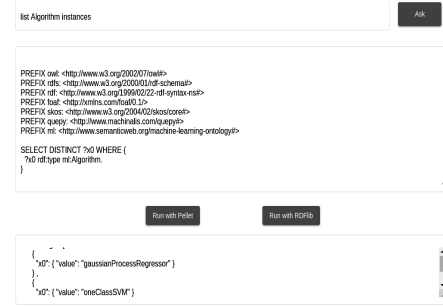 list Algorithm instances
Ask
PREFIX owl: <http://www.w3.org/2002/07/owl#>
PREFIX rdfs: <http://www.w3.org/2000/01/rdf-schema#>
PREFIX rdf: <http://www.w3.org/1999/02/22-rdf-syntax-ns#>
PREFIX foaf: <http://xmlns.com/foaf/0.1/>
PREFIX skos: <http://www.w3.org/2004/02/skos/core#>
PREFIX quepy: <http://www.machinalis.com/quepy#>
PREFIX ml: <http://www.semanticweb.org/machine-learning-ontology#>
SELECT DISTINCT ?x0 WHERE {
?x0 rdf:type ml:Algorithm.
}
Run with Pellet
Run with RDFlib
{
"x0": { "value": "gaussianProcessRegressor" }
} ,
{
"x0": { "value": "oneClassSVM" }